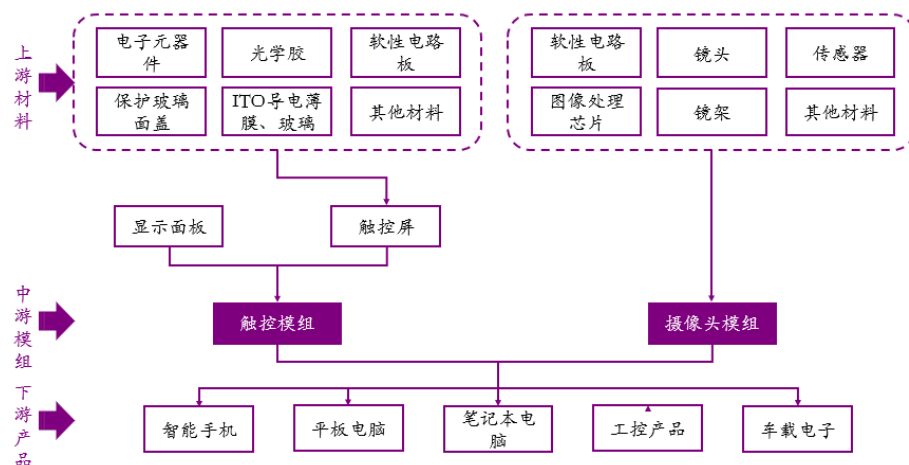 上游材料
电子元器
件
光学胶
软性电路
板
保护玻璃
面盖
ITO导电薄
膜、玻璃
其他材料
软性电路
板
镜头
传感器
图像处理
芯片
镜架
其他材料
显示面板
触控屏
中游模组
触控模组
摄像头模组
下游产品
智能手机
平板电脑
笔记本电
脑
工控产品
车载电子